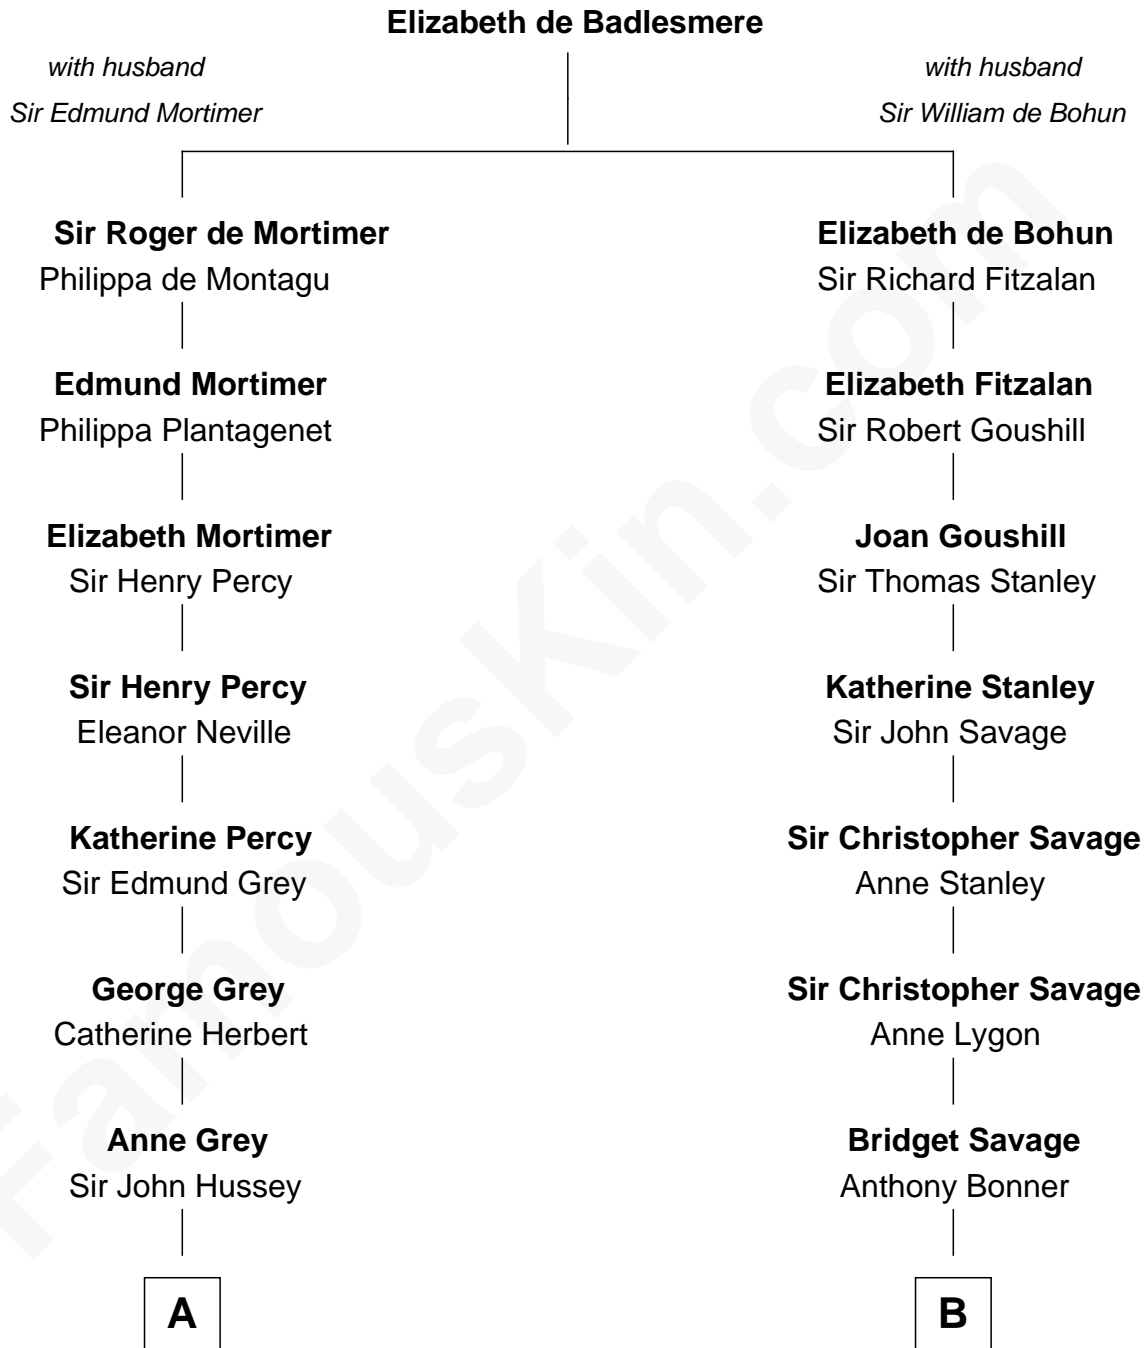 Elizabeth de Badlesmere
with husband
Sir Edmund Mortimer
with husband
Sir William de Bohun
Sir Roger de Mortimer
Philippa de Montagu
Elizabeth de Bohun
Sir Richard Fitzalan
Edmund Mortimer
Philippa Plantagenet
Elizabeth Fitzalan
Sir Robert Goushill
Elizabeth Mortimer
Sir Henry Percy
Joan Goushill
Sir Thomas Stanley
Sir Henry Percy
Eleanor Neville
Katherine Stanley
Sir John Savage
Katherine Percy
Sir Edmund Grey
Sir Christopher Savage
Anne Stanley
George Grey
Catherine Herbert
Sir Christopher Savage
Anne Lygon
Anne Grey
Sir John Hussey
Bridget Savage
Anthony Bonner
A
B
FamousKin.com